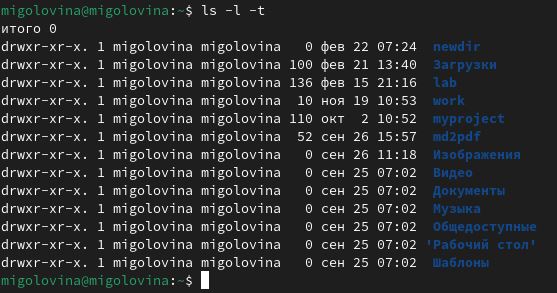 migolovina@migolovina:~$ ls -l -t
итого 0
drwxr-xr-x. 1 migolovina migolovina   0 фев 22 07:24  newdir
drwxr-xr-x. 1 migolovina migolovina 100 фев 21 13:40  Загрузки
drwxr-xr-x. 1 migolovina migolovina 136 фев 15 21:16  lab
drwxr-xr-x. 1 migolovina migolovina  10 ноя 19 10:53  work
drwxr-xr-x. 1 migolovina migolovina 110 окт  2 10:52  myproject
drwxr-xr-x. 1 migolovina migolovina  52 сен 26 15:57  md2pdf
drwxr-xr-x. 1 migolovina migolovina   0 сен 26 11:18  Изображения
drwxr-xr-x. 1 migolovina migolovina   0 сен 25 07:02  Видео
drwxr-xr-x. 1 migolovina migolovina   0 сен 25 07:02  Документы
drwxr-xr-x. 1 migolovina migolovina   0 сен 25 07:02  Музыка
drwxr-xr-x. 1 migolovina migolovina   0 сен 25 07:02  Общедоступные
drwxr-xr-x. 1 migolovina migolovina   0 сен 25 07:02 'Рабочий стол'
drwxr-xr-x. 1 migolovina migolovina   0 сен 25 07:02  Шаблоны
migolovina@migolovina:~$